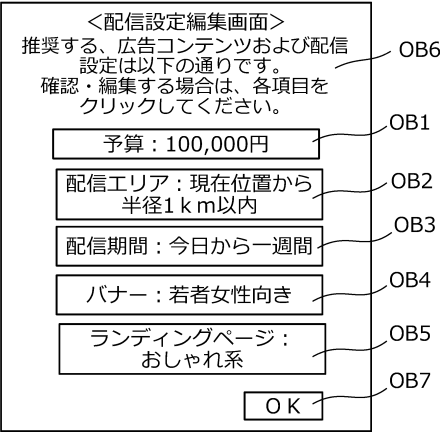 ＜配信設定編集画面＞
推奨する、広告コンテンツおよび配信
設定は以下の通りです。
確認・編集する場合は、各項目を
クリックしてください。
OB6
予算：100,000円
OB1
配信エリア：現在位置から
半径1ｋｍ以内
OB2
配信期間：今日から一週間
OB3
バナー：若者女性向き
OB4
ランディングページ：
おしゃれ系
OB5
ＯＫ
OB7